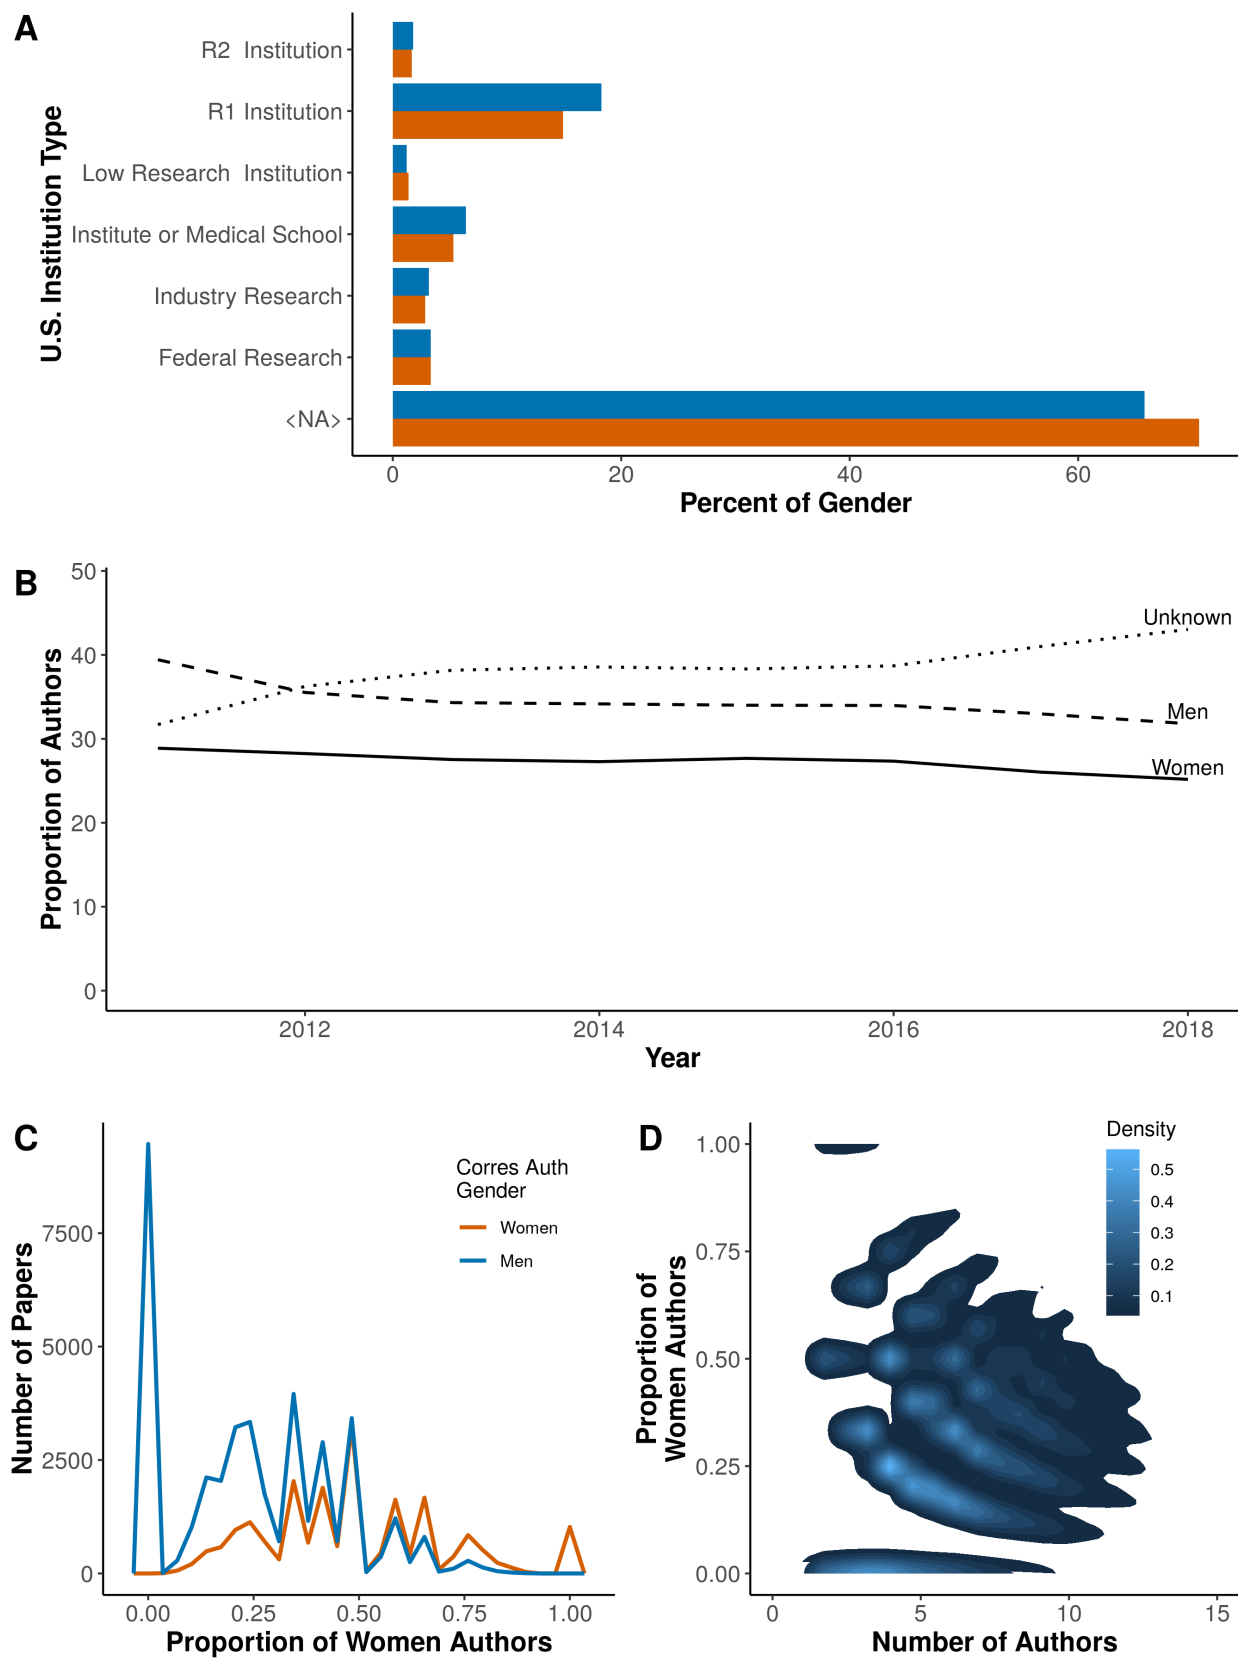 A
U.S. Institution Type
R2  Institution
R1 Institution
Low Research  Institution
Institute or Medical School
Industry Research
Federal Research
<NA>
0 20 40 60
Percent of Gender
B
Proportion of Authors
50
40
30
20
10
0
Unknown
Men
Women
2012 2014 2016 2018
Year
C
Number of Papers
7500
5000
2500
0
Corres Auth
Gender
Women
Men
0.00 0.25 0.50 0.75 1.00
Proportion of Women Authors
D
Proportion of
Women Authors
1.00
0.75
0.50
0.25
0.00
Density
0.5
0.4
0.3
0.2
0.1
0 5 10 15
Number of Authors